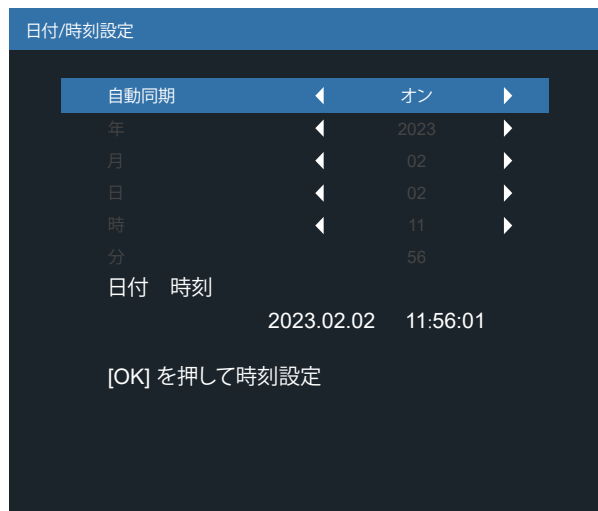 日付/時刻設定
自動同期 オン
年 2023
月 02
日 02
時 11
分 56
日付 時刻
2023.02.02 11:56:01
[OK] を押して時刻設定